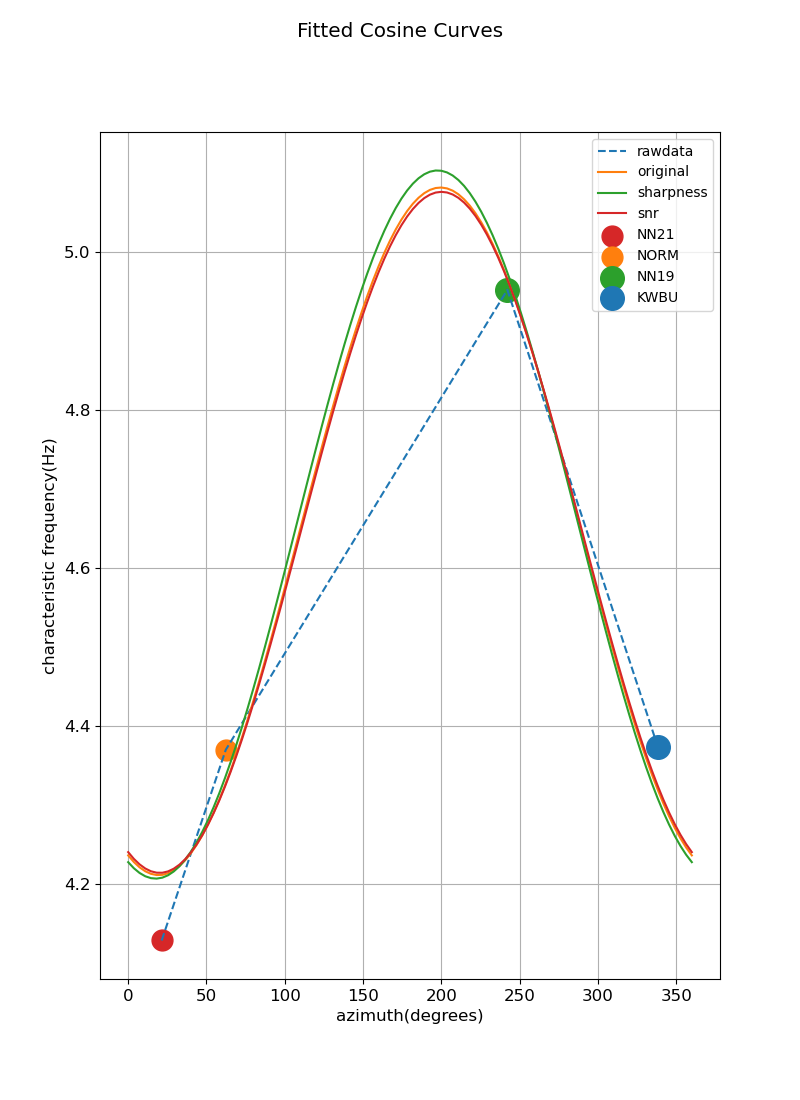 Fitted Cosine Curves
rawdata
original
sharpness
snr
NN21
NORM
NN19
KWBU
characteristic frequency(Hz)
5.0
4.8
4.6
4.4
4.2
0 50 100 150 200 250 300 350
azimuth(degrees)